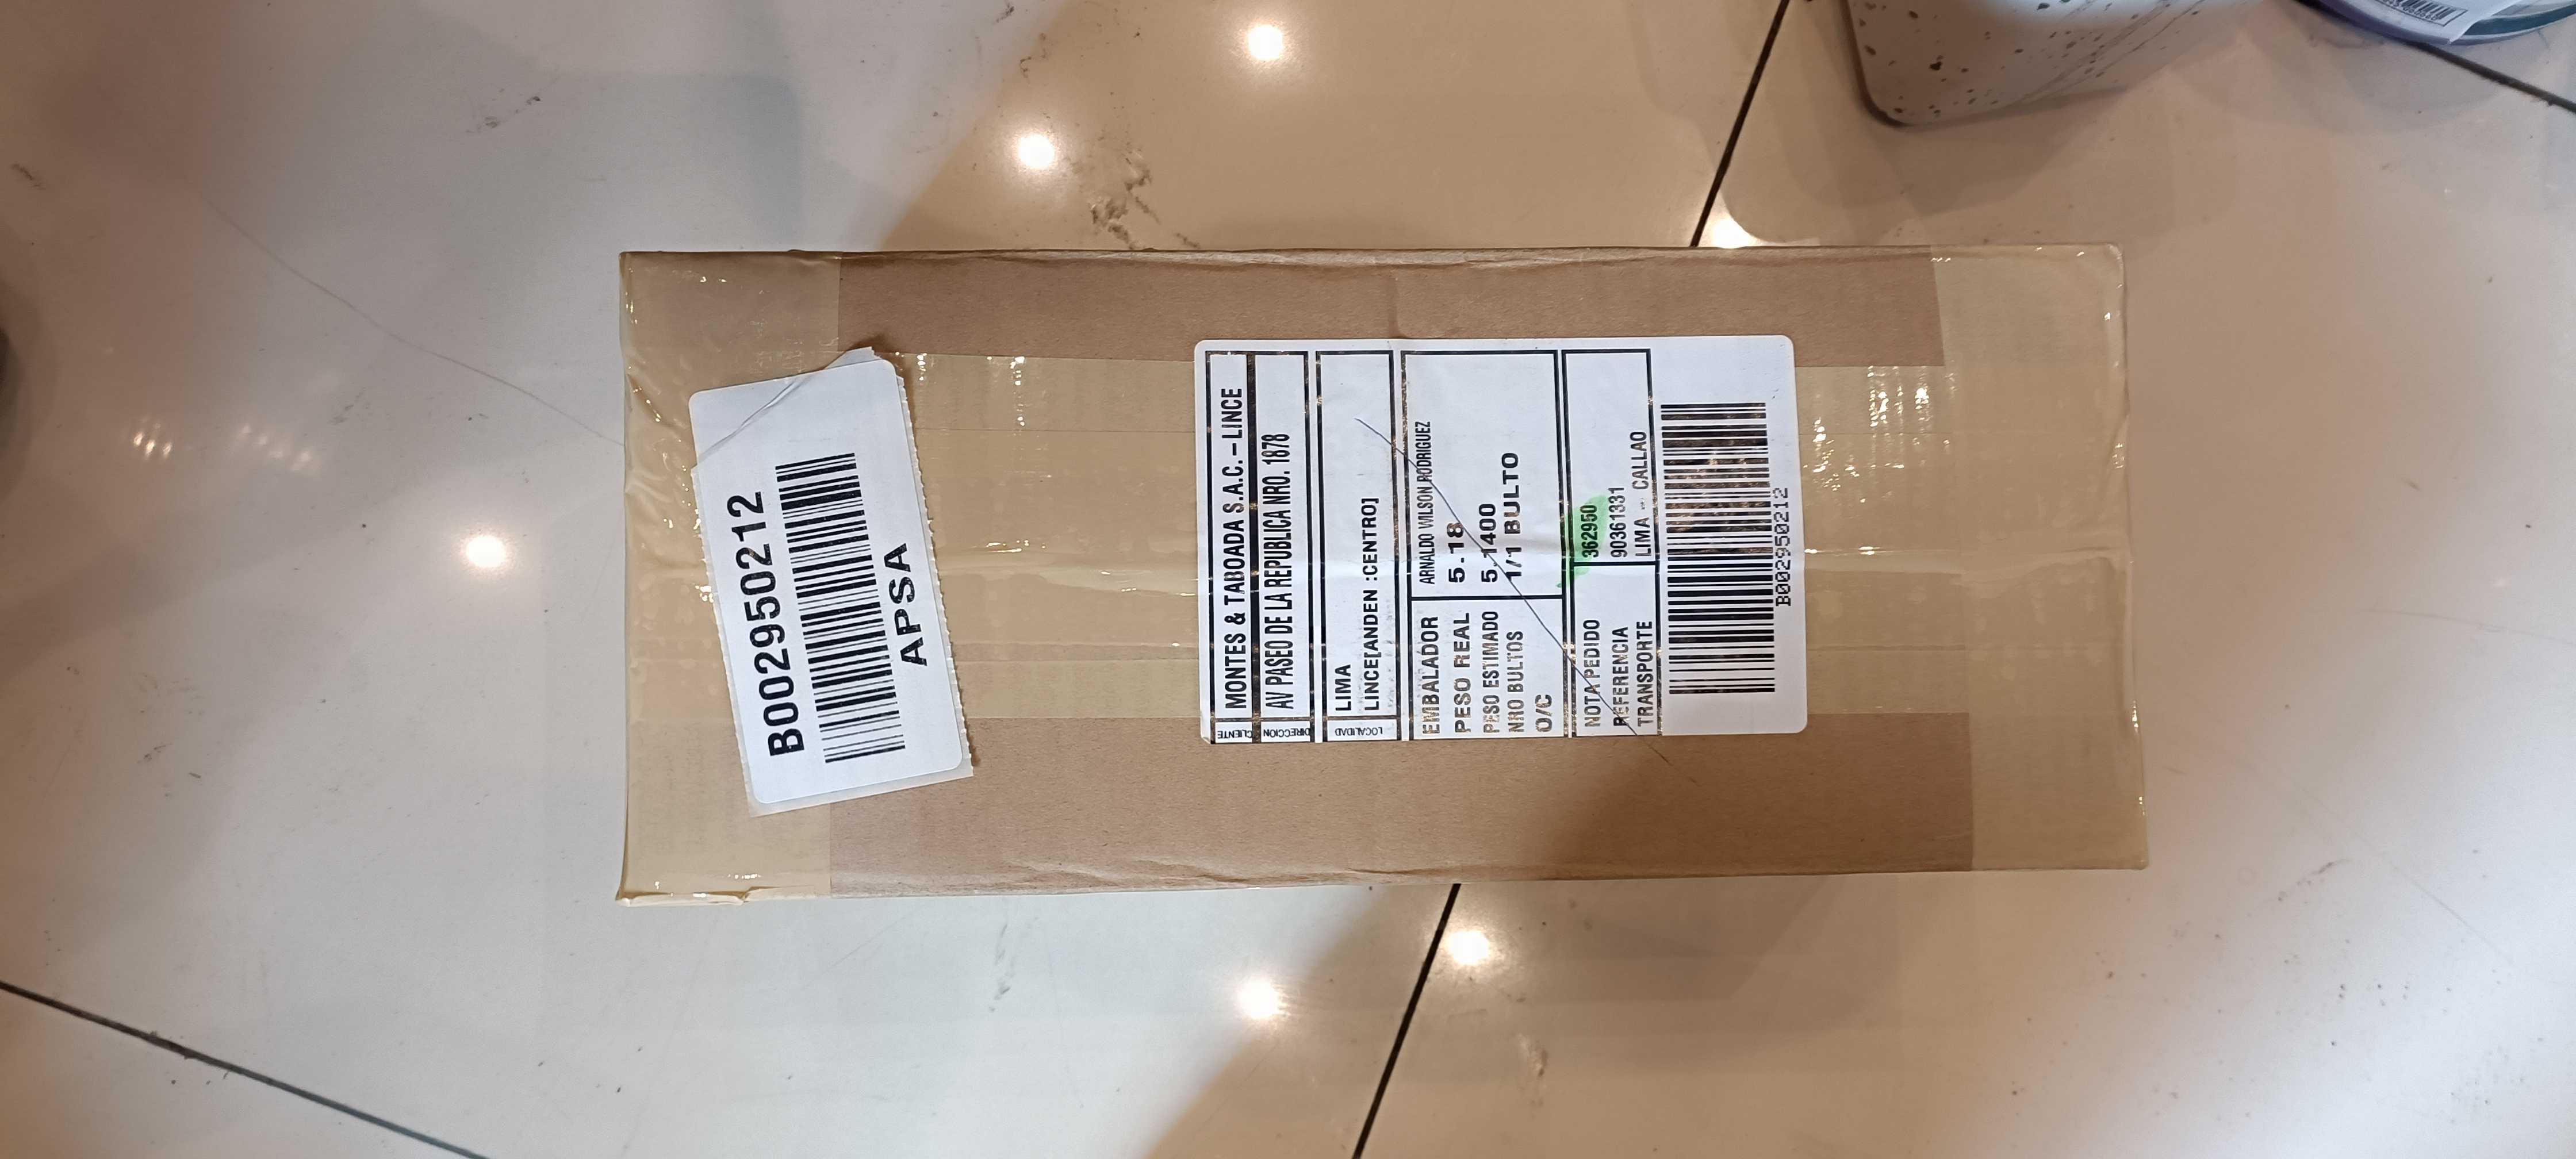 B002950212
APSA
CLIENTE MONTES & TABOADA S.A.C.-LINCE
DIRECCION AV PASEO DE LA REPUBLICA NRO. 1878
LOCALIDAD LIMA
LINCE[ANDEN :CENTRO]
EMBALADOR ARNALDO WILSON RODRIGUEZ
PESO REAL 5.18
PESO ESTIMADO 5.1400
NRO BULTOS 1/1 BULTO
O/C
NOTA PEDIDO 362950
REFERENCIA 90361331
TRANSPORTE LIMA - CALLAO
B002950212